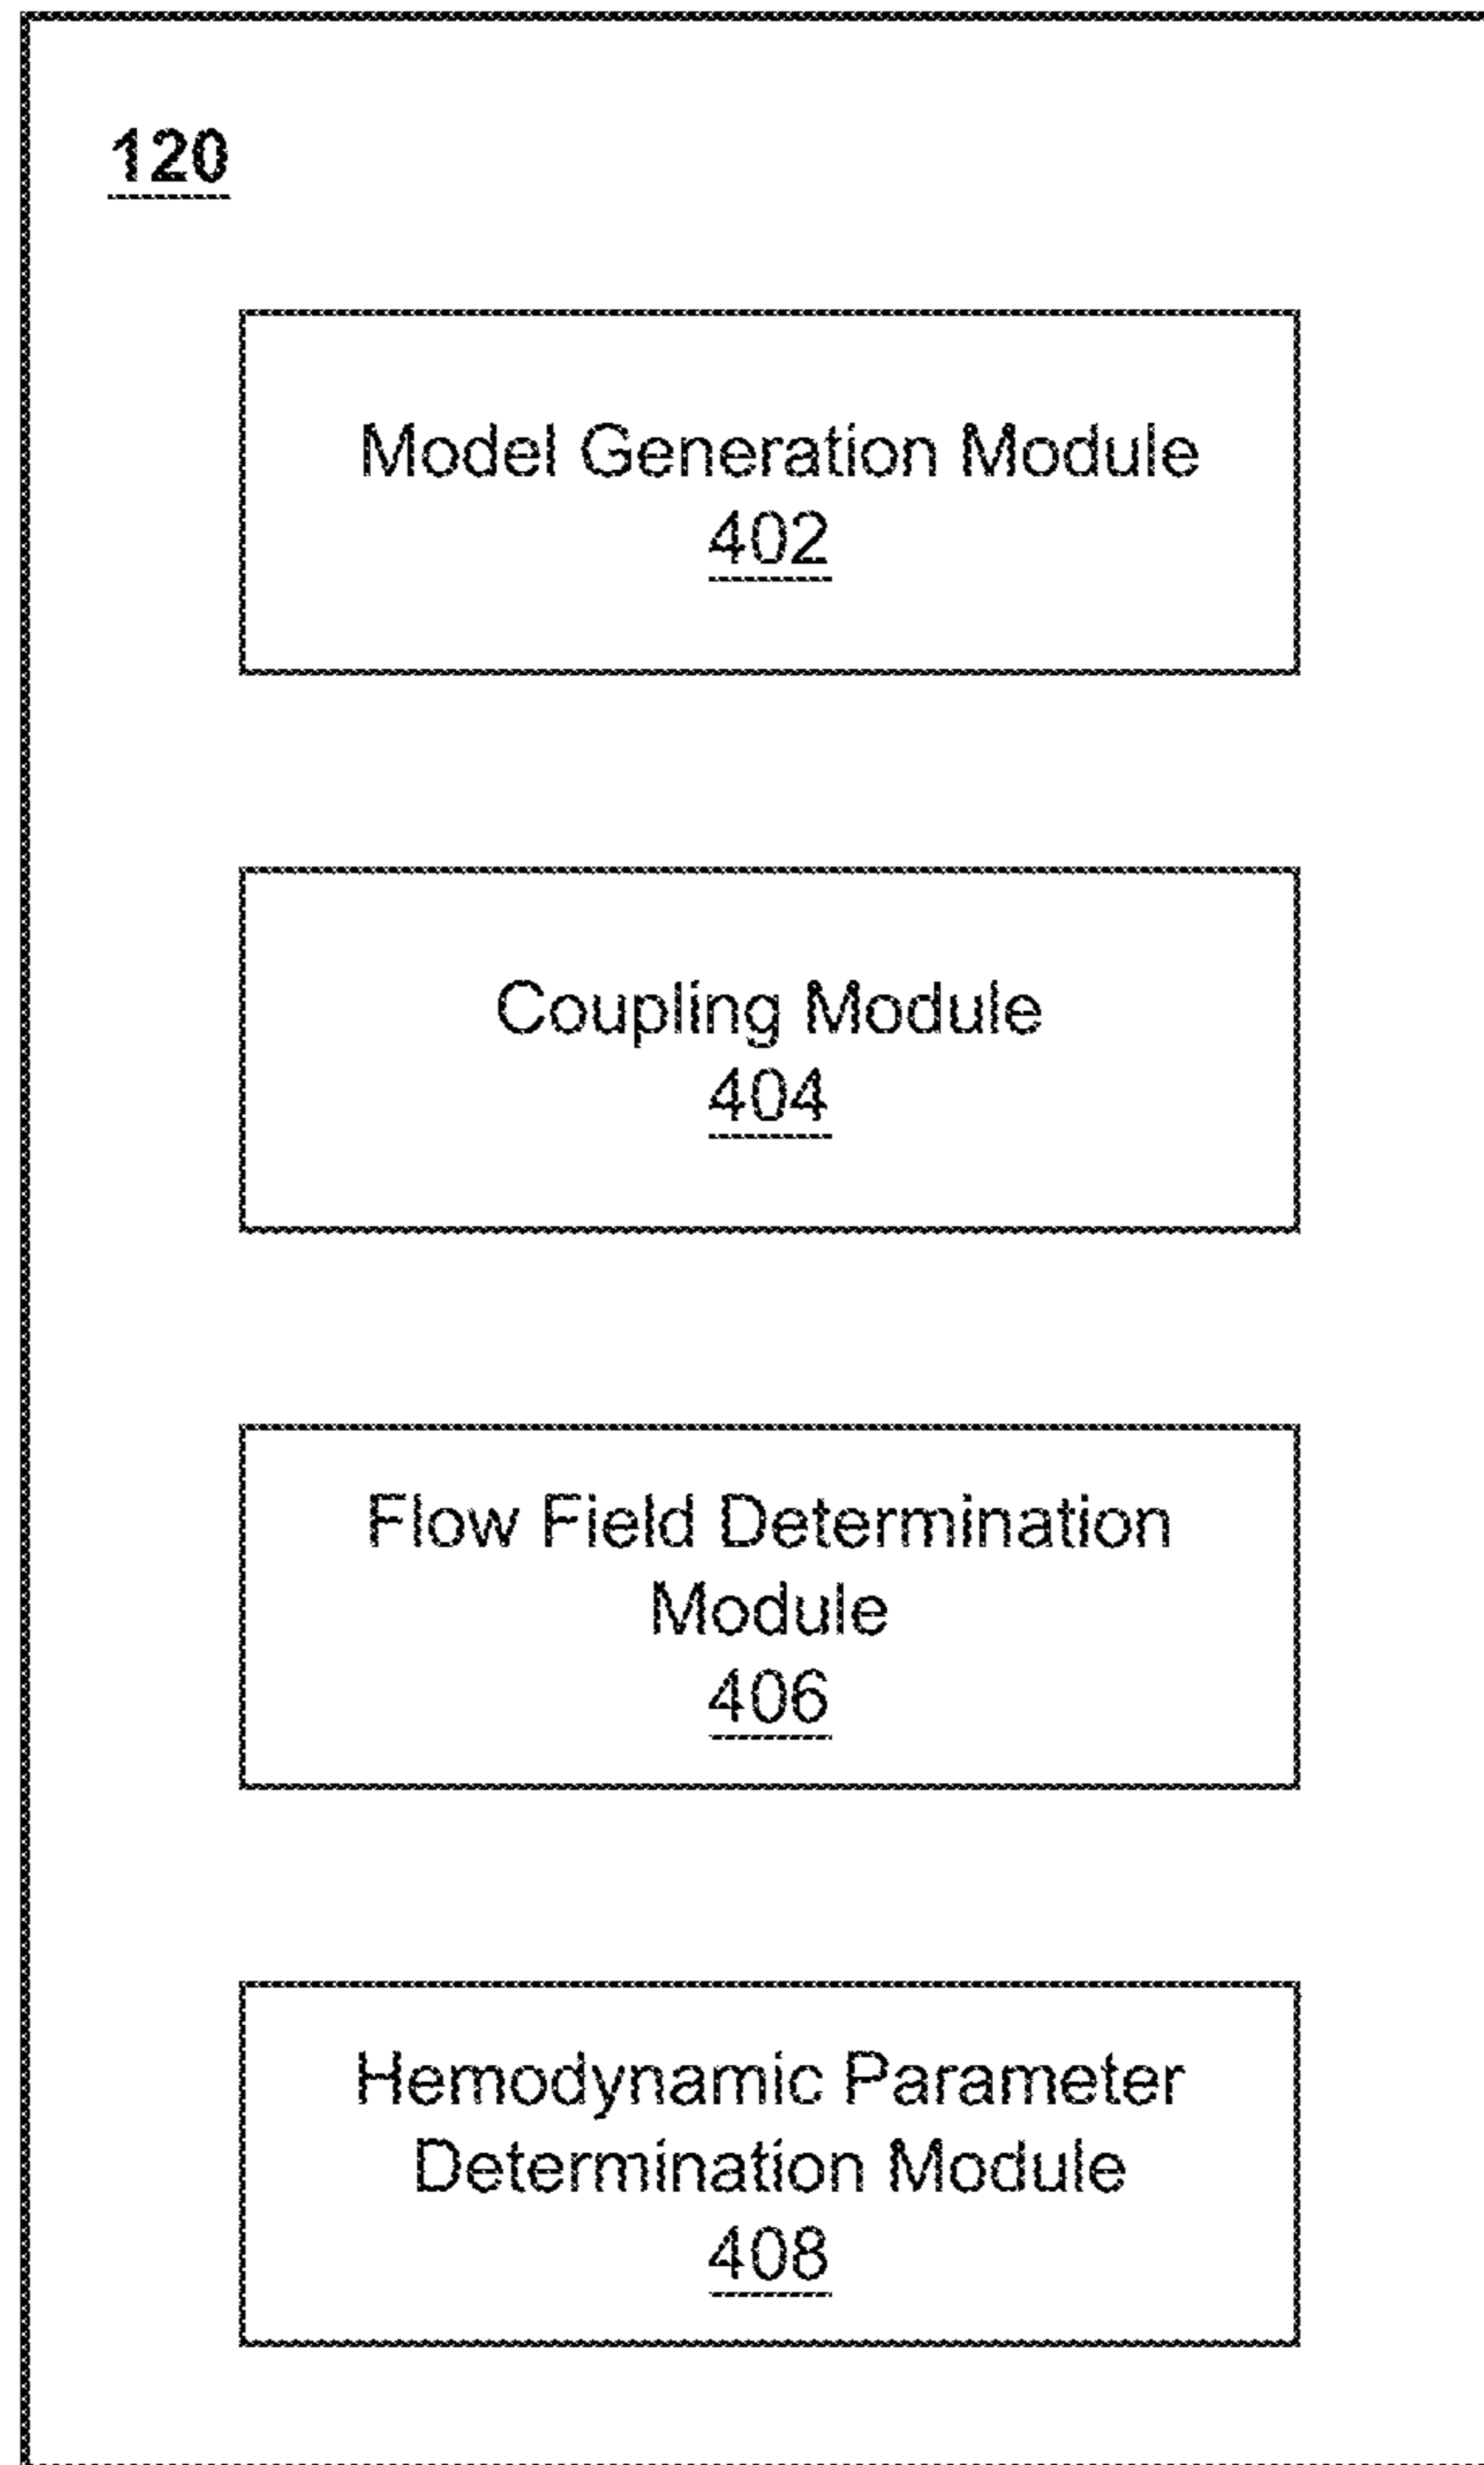 120
Model Generation Module
402
Coupling Module
404
Flow Field Determination
Module
406
Hemodynamic Parameter
Determination Module
408